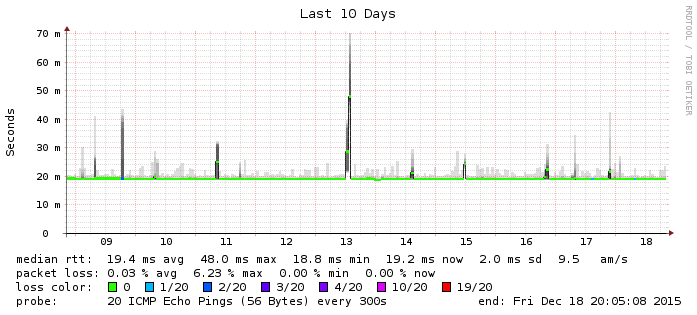 Last 10 Days
RRDTOOL / TOBI OETIKER
Seconds
70 m
60 m
50 m
40 m
30 m
20 m
10 m
0
09 10 11 12 13 14 15 16 17 18
median rtt: 19.4 ms avg 48.0 ms max 18.8 ms min 19.2 ms now 2.0 ms sd 9.5 am/s
packet loss: 0.03 % avg 6.23 % max 0.00 % min 0.00 % now
loss color: 0 1/20 2/20 3/20 4/20 10/20 19/20
probe: 20 ICMP Echo Pings (56 Bytes) every 300s end: Fri Dec 18 20:05:08 2015